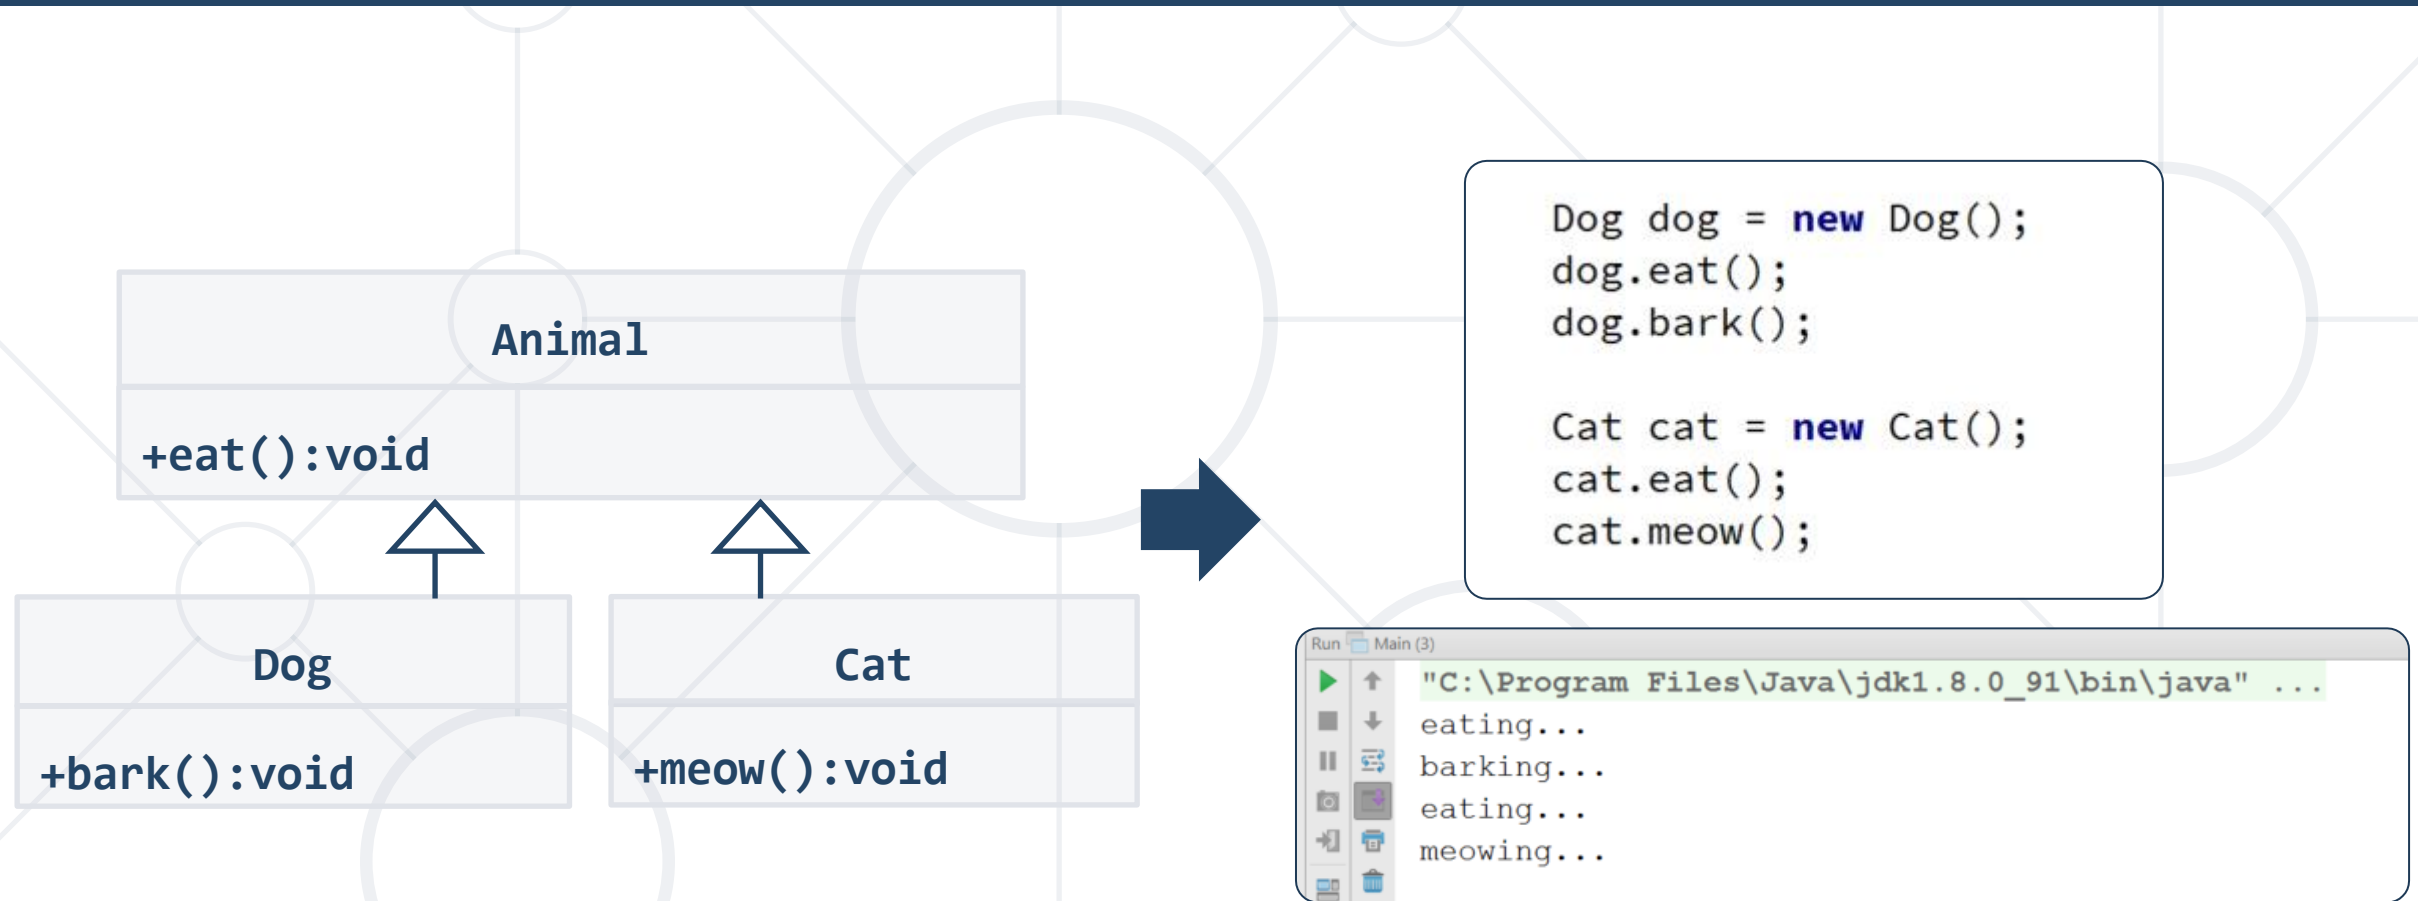 Animal
+eat():void
Dog
+bark():void
Cat
+meow():void
Dog dog = new Dog();
dog.eat();
dog.bark();
Cat cat = new Cat();
cat.eat();
cat.meow();
Run Main (3)
"C:\Program Files\Java\jdk1.8.0_91\bin\java" ...
eating...
barking...
eating...
meowing...